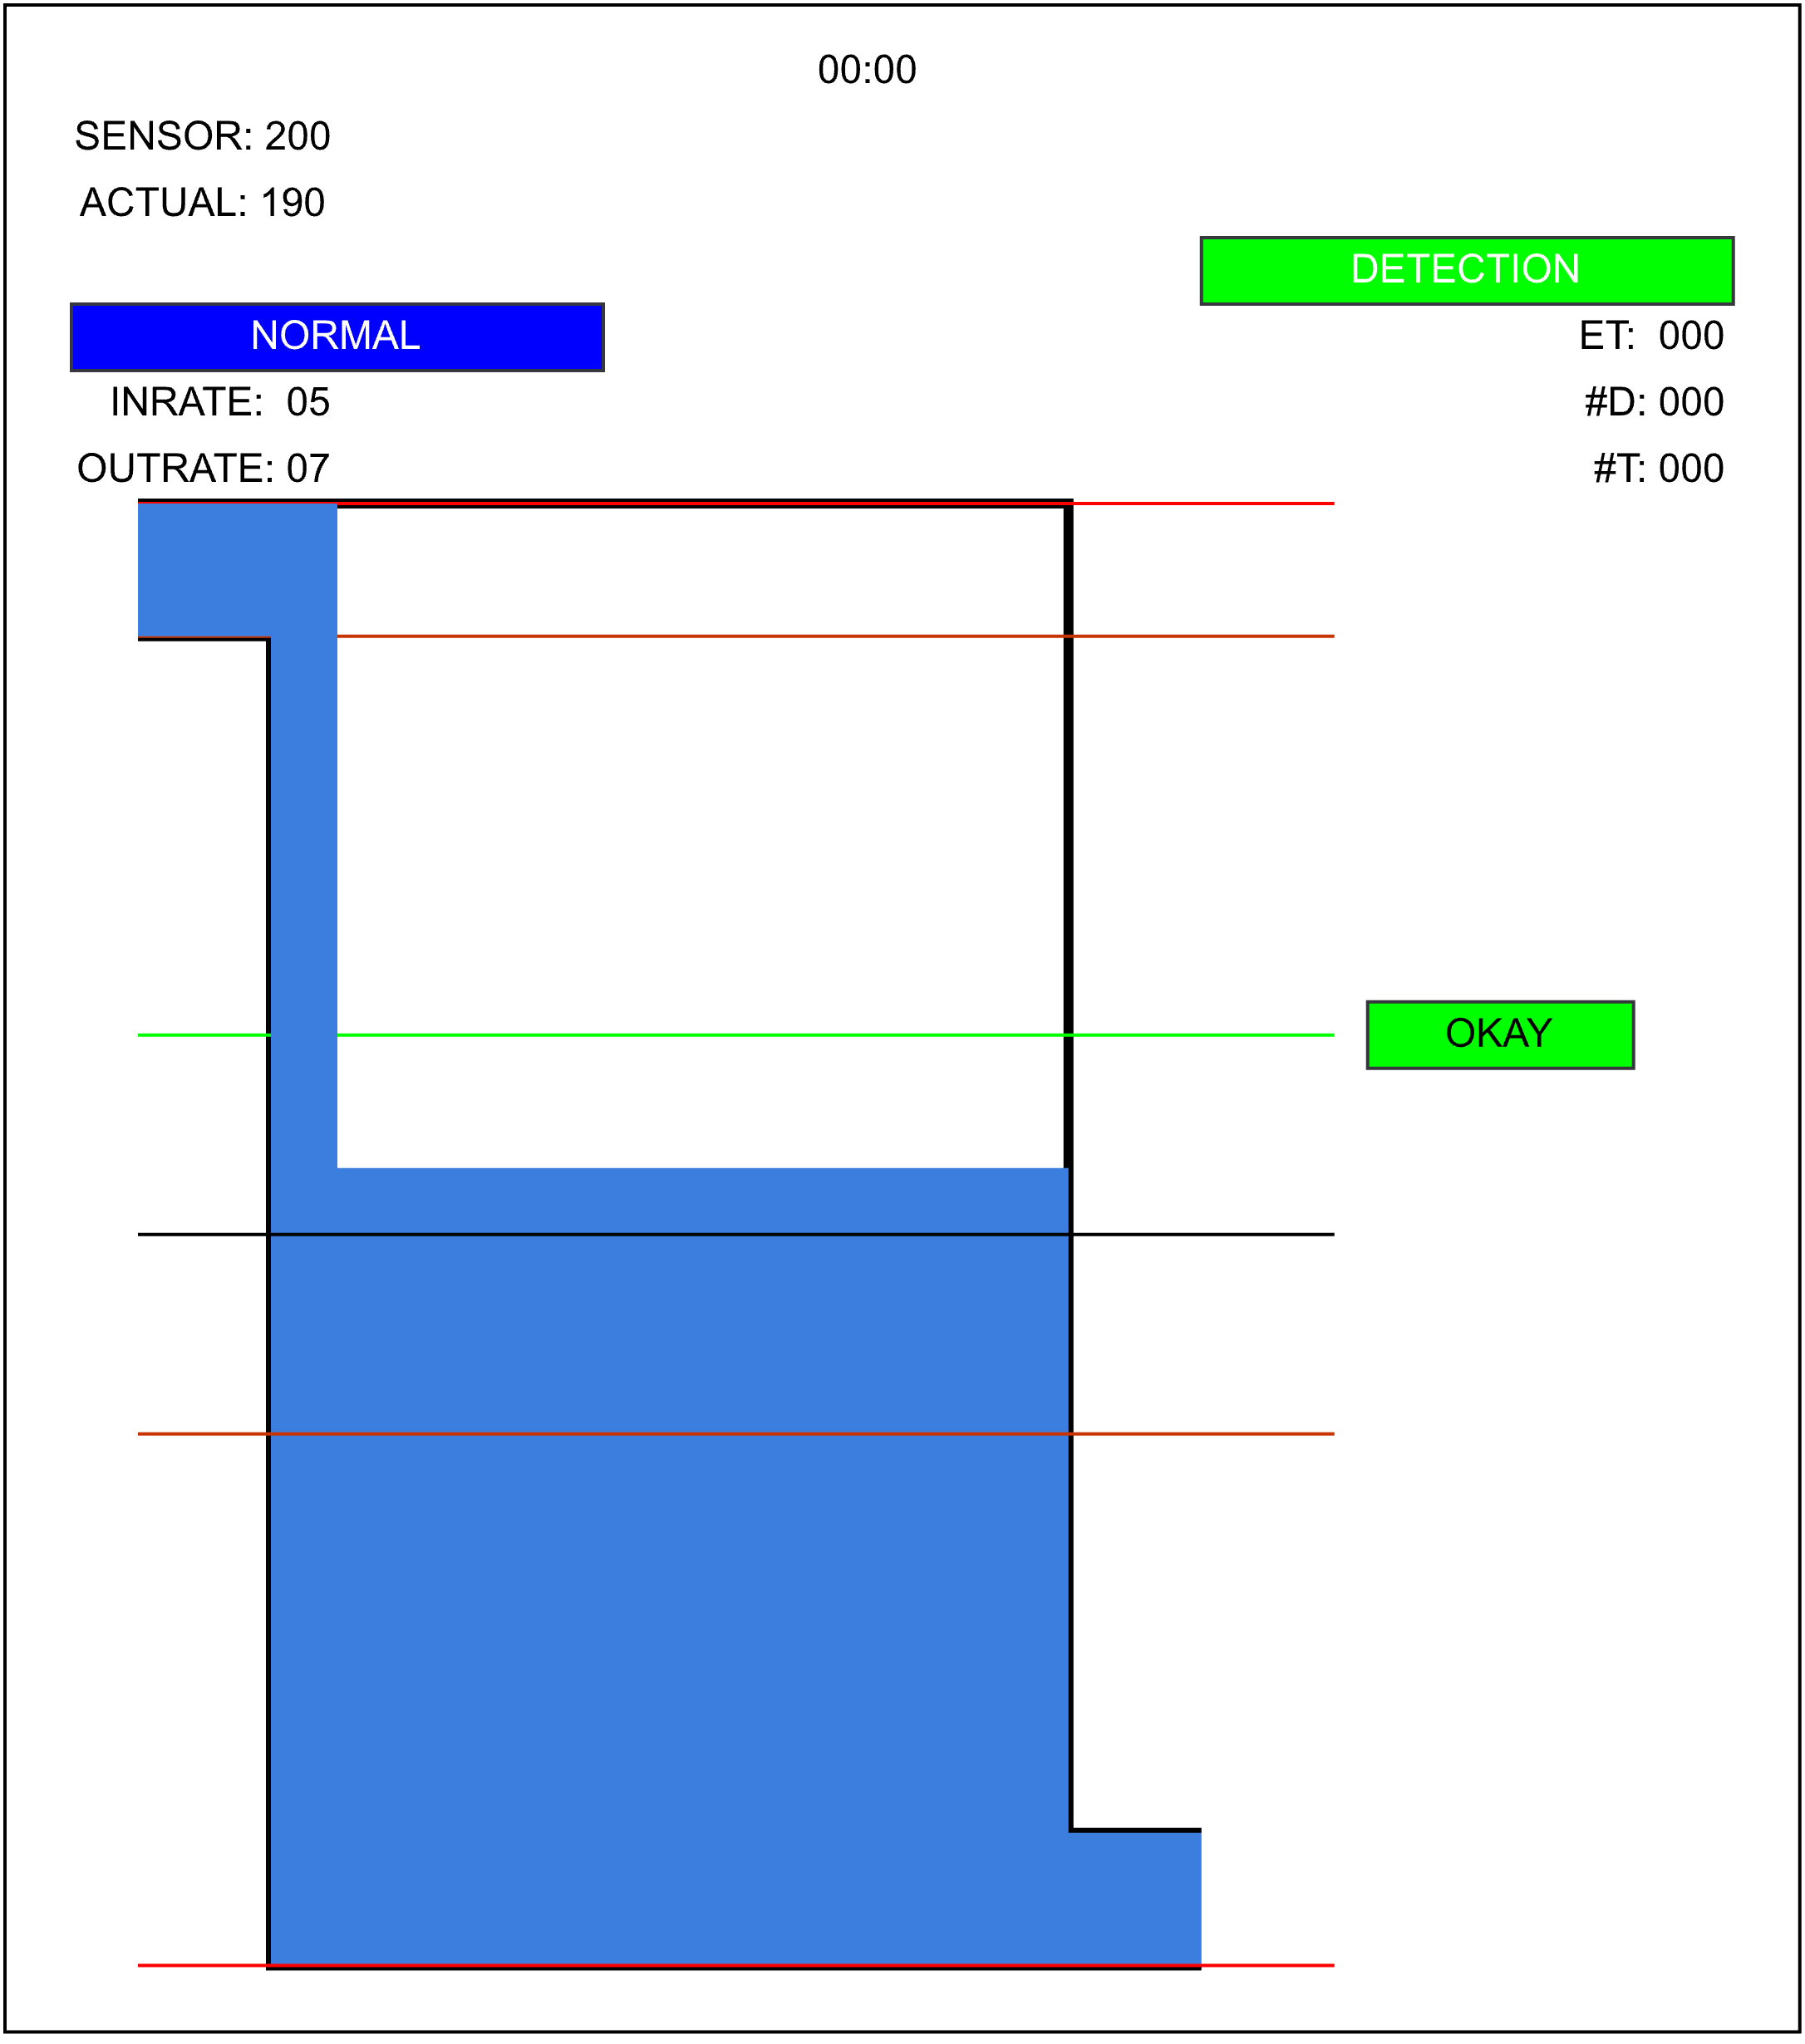 00:00
SENSOR: 200
ACTUAL: 190
DETECTION
NORMAL
ET: 000
INRATE: 05
#D: 000
OUTRATE: 07
#T: 000
OKAY